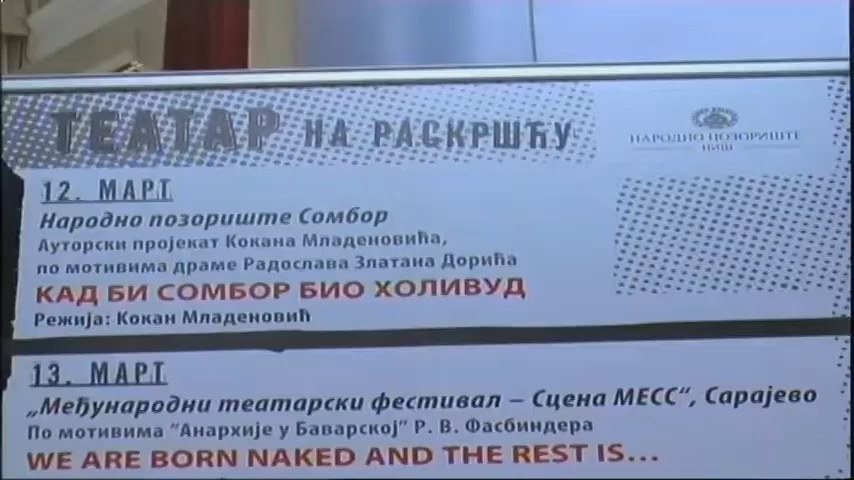 ТЕАТАР НА РАСКРШЋУ
НАРОДНО ПОЗОРИШТЕ
НИШ
12. МАРТ
Народно позориште Сомбор
Ауторски пројекат Кокана Младеновића,
по мотивима драме Радослава Златана Дорића
КАД БИ СОМБОР БИО ХОЛИВУД
Режија: Кокан Младеновић
13. МАРТ
„Међународни театарски фестивал – Сцена МЕСС“, Сарајево
По мотивима "Анархије у Баварској" Р. В. Фасбиндера
WE ARE BORN NAKED AND THE REST IS...